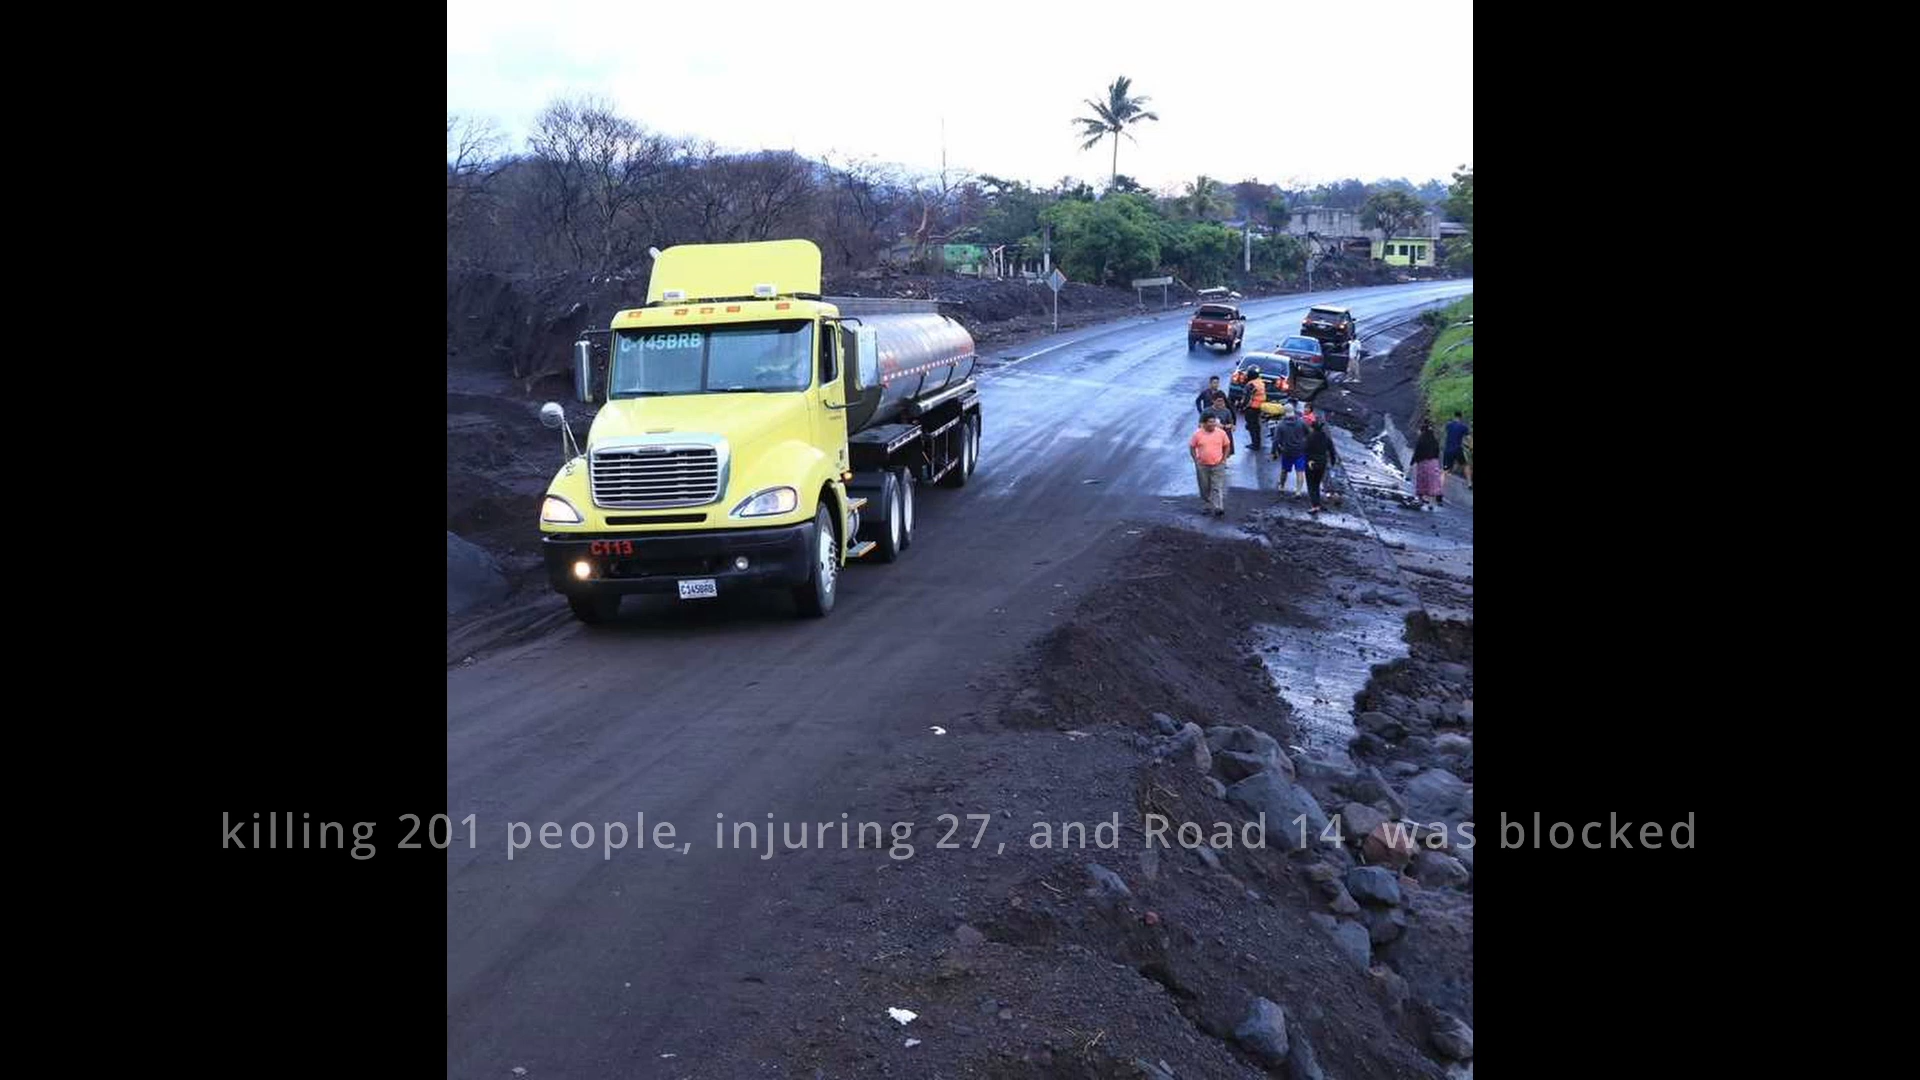 C-145BRB
C113
C145BRB
killing 201 people, injuring 27, and Road 14 was blocked